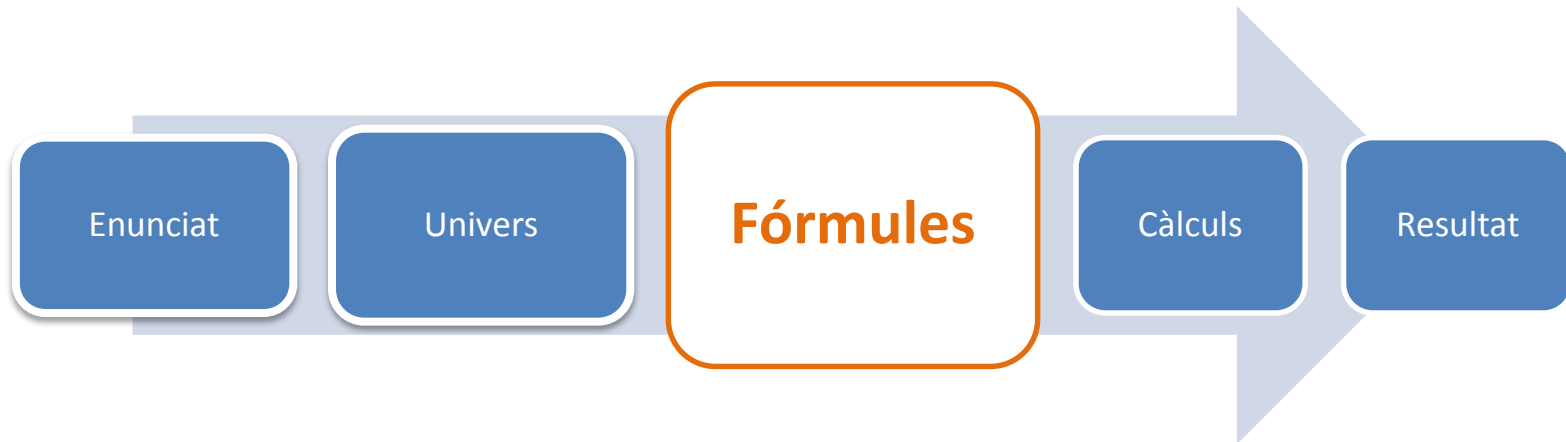 Enunciat
Univers
Fórmules
Càlculs
Resultat